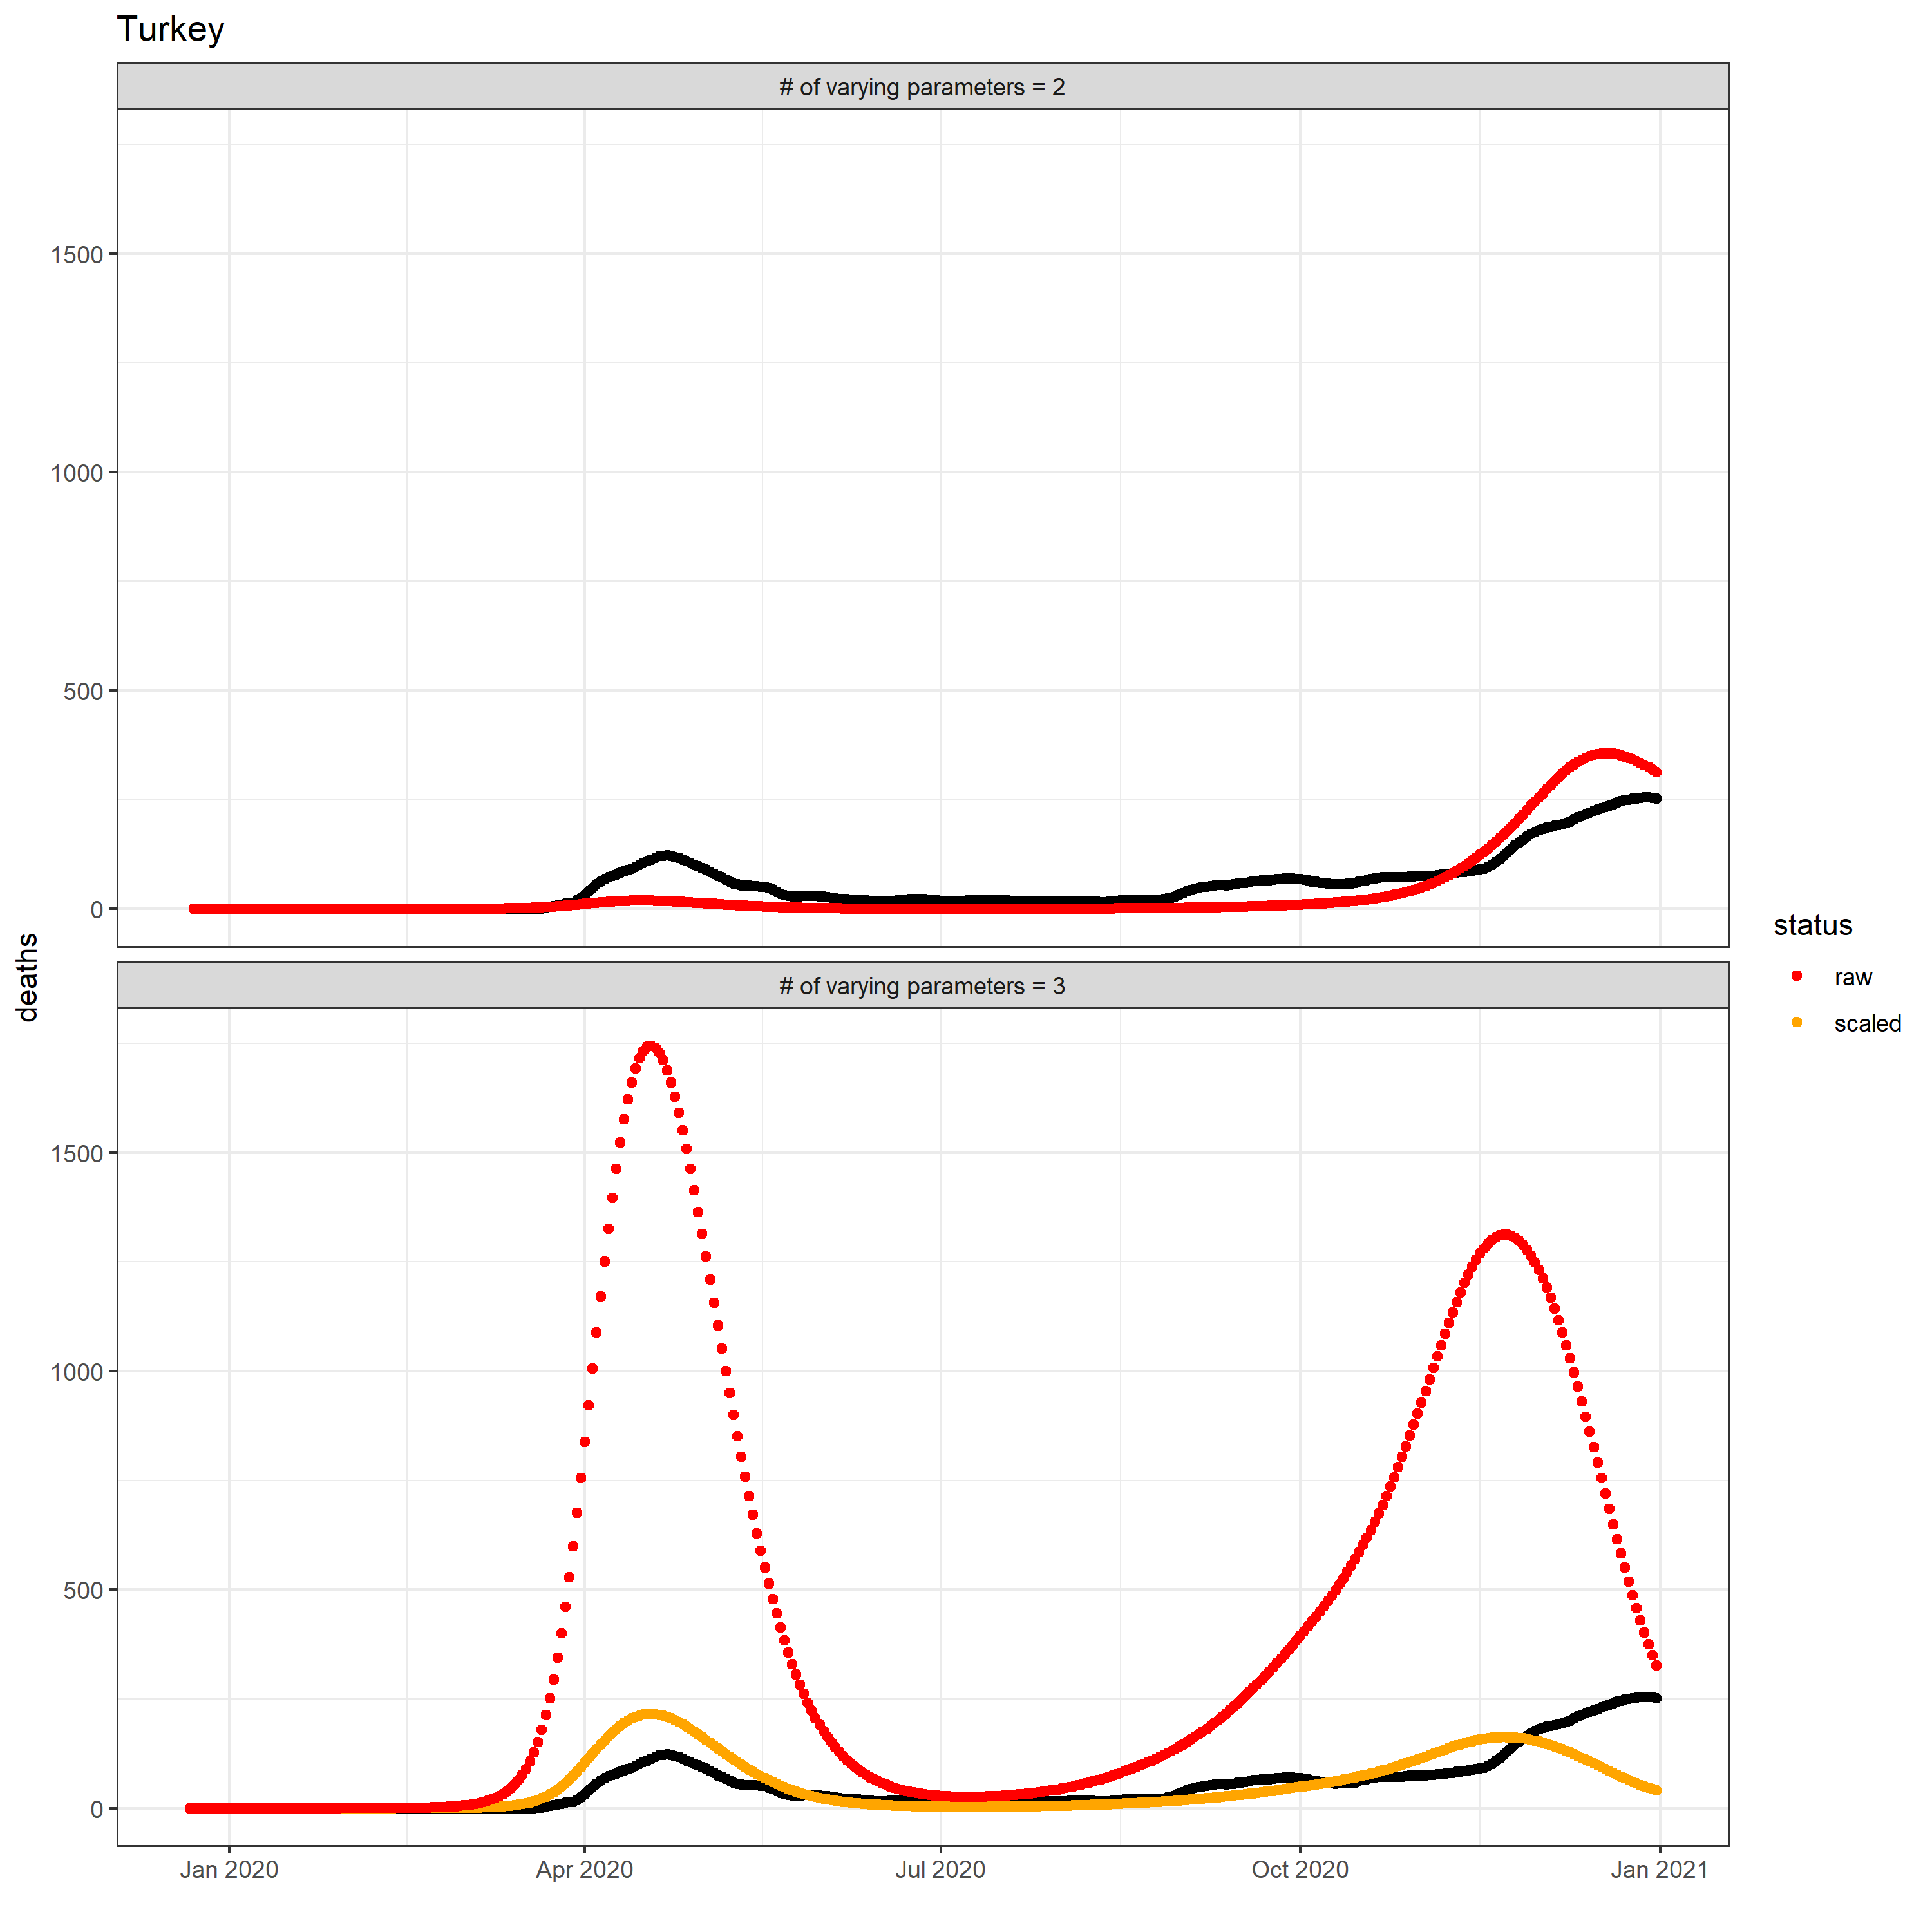 Turkey
# of varying parameters = 2
1500
1000
500
0
deaths
# of varying parameters = 3
1500
1000
500
0
Jan 2020 Apr 2020 Jul 2020 Oct 2020 Jan 2021
status
raw
scaled